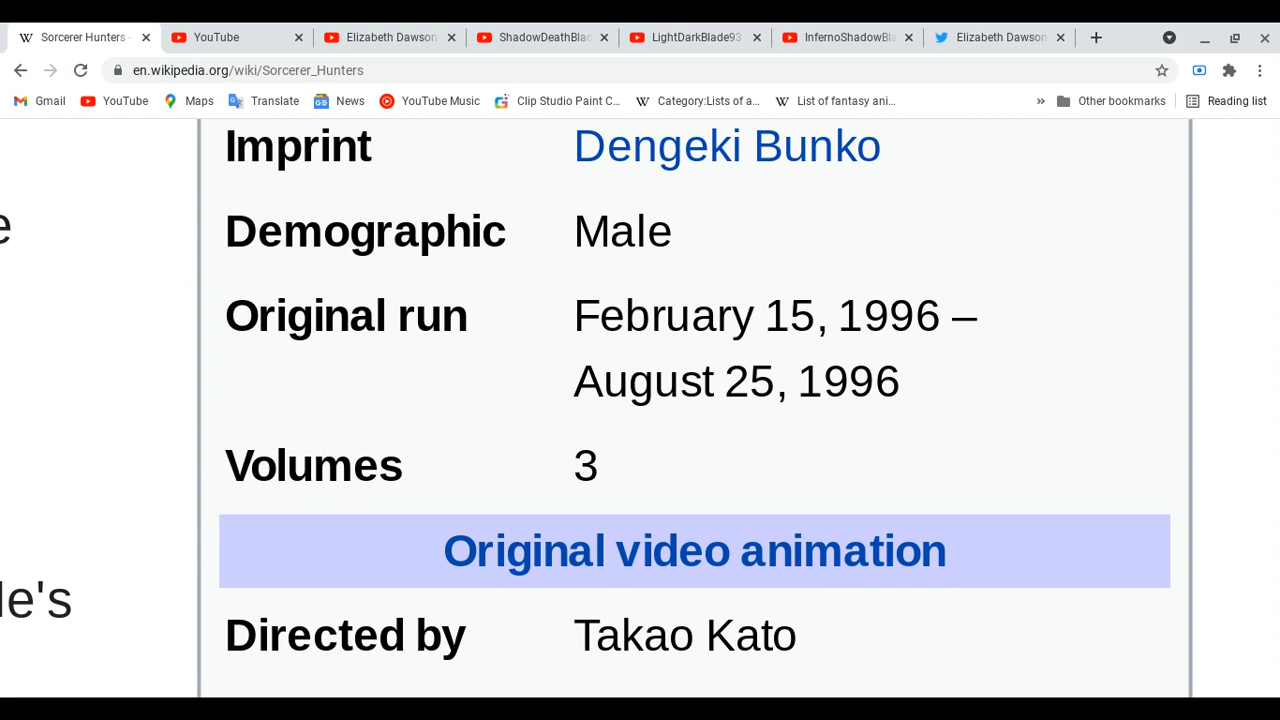 Sorcerer Hunters -
YouTube
Elizabeth Dawson
ShadowDeathBla
LightDarkBlade93
InfernoShadowBla
Elizabeth Dawson
en.wikipedia.org/wiki/Sorcerer_Hunters
Gmail
YouTube
Maps
Translate
News
YouTube Music
Clip Studio Paint C...
Category:Lists of a...
List of fantasy ani...
»
Other bookmarks
Reading list
Imprint Dengeki Bunko
e
Demographic Male
Original run February 15, 1996 –
August 25, 1996
Volumes 3
Original video animation
le's
Directed by Takao Kato